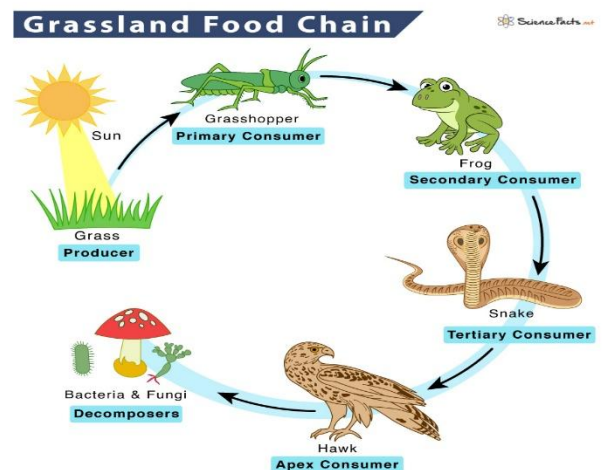 Grassland Food Chain
ScienceFacts.net
Sun
Grass
Producer
Grasshopper
Primary Consumer
Frog
Secondary Consumer
Snake
Tertiary Consumer
Hawk
Apex Consumer
Bacteria & Fungi
Decomposers